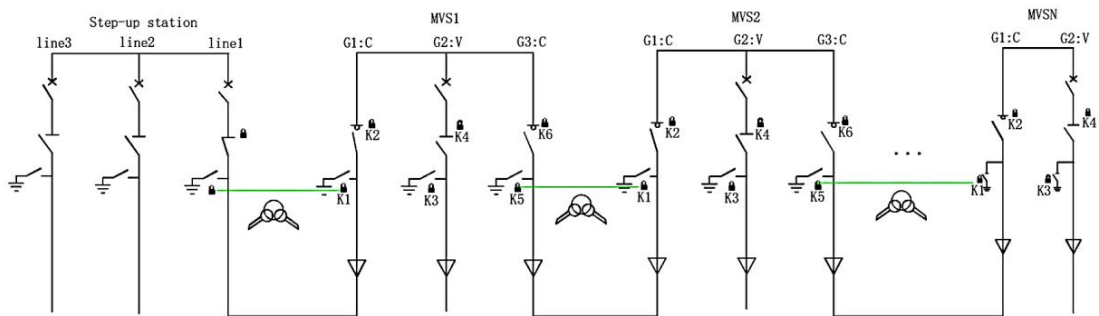 Step-up station
line3 line2 line1
MVS1
G1:C G2:V G3:C
K2 K4 K6
K1 K3 K5
MVS2
G1:C G2:V G3:C
K2 K4 K6
K1 K3 K5
...
MVSN
G1:C G2:V
K2 K4
K1 K3